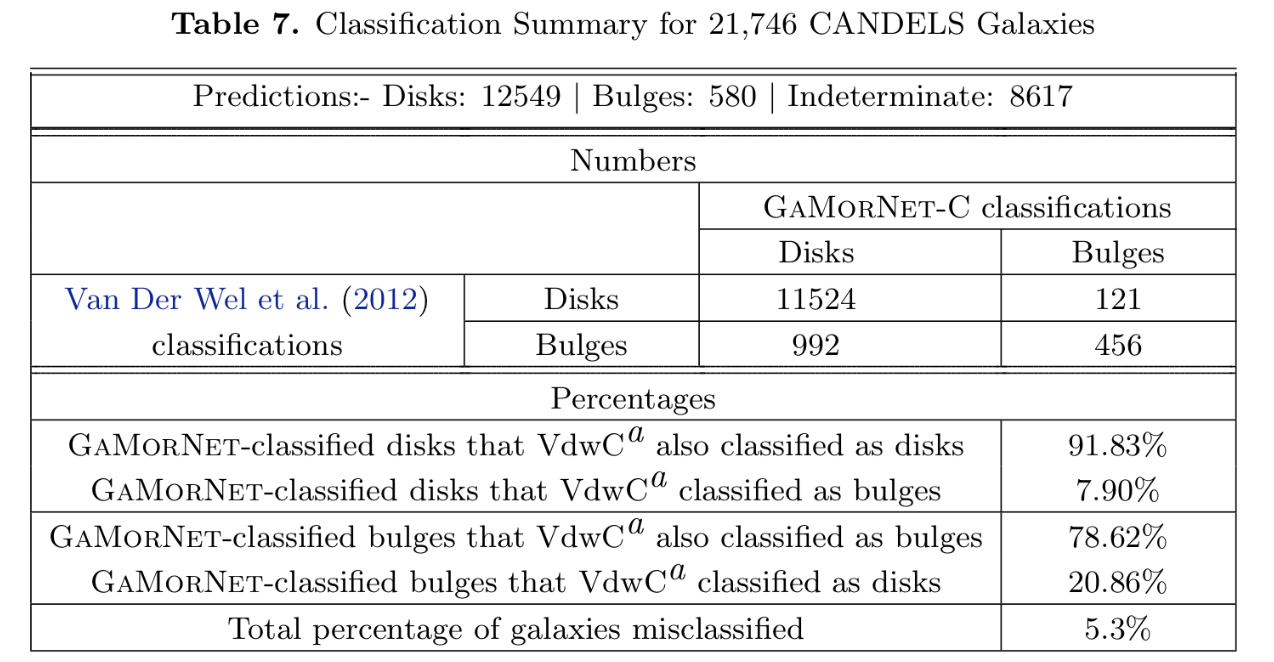 Table 7. Classification Summary for 21,746 CANDELS Galaxies
Predictions:- Disks: 12549 | Bulges: 580 | Indeterminate: 8617
Numbers
GaMorNet-C classifications
Disks Bulges
Van Der Wel et al. (2012) Disks 11524 121
classifications Bulges 992 456
Percentages
GaMorNet-classified disks that VdwCa also classified as disks 91.83%
GaMorNet-classified disks that VdwCa classified as bulges 7.90%
GaMorNet-classified bulges that VdwCa also classified as bulges 78.62%
GaMorNet-classified bulges that VdwCa classified as disks 20.86%
Total percentage of galaxies misclassified 5.3%